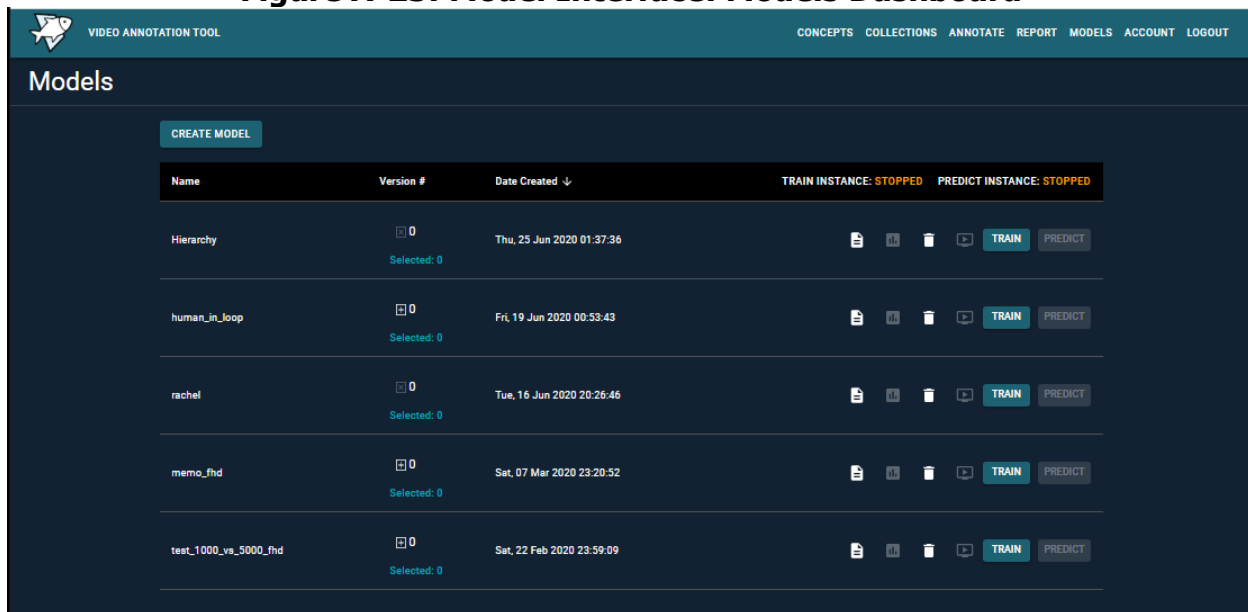 VIDEO ANNOTATION TOOL CONCEPTS COLLECTIONS ANNOTATE REPORT MODELS ACCOUNT LOGOUT
Models
CREATE MODEL
Name Version # Date Created TRAIN INSTANCE: STOPPED PREDICT INSTANCE: STOPPED
Hierarchy 0 Thu, 25 Jun 2020 01:37:36 TRAIN PREDICT
Selected: 0
human_in_loop 0 Fri, 19 Jun 2020 00:53:43 TRAIN PREDICT
Selected: 0
rachel 0 Tue, 16 Jun 2020 20:26:46 TRAIN PREDICT
Selected: 0
memo_fhd 0 Sat, 07 Mar 2020 23:20:52 TRAIN PREDICT
Selected: 0
test_1000_vs_5000_fhd 0 Sat, 22 Feb 2020 23:59:09 TRAIN PREDICT
Selected: 0